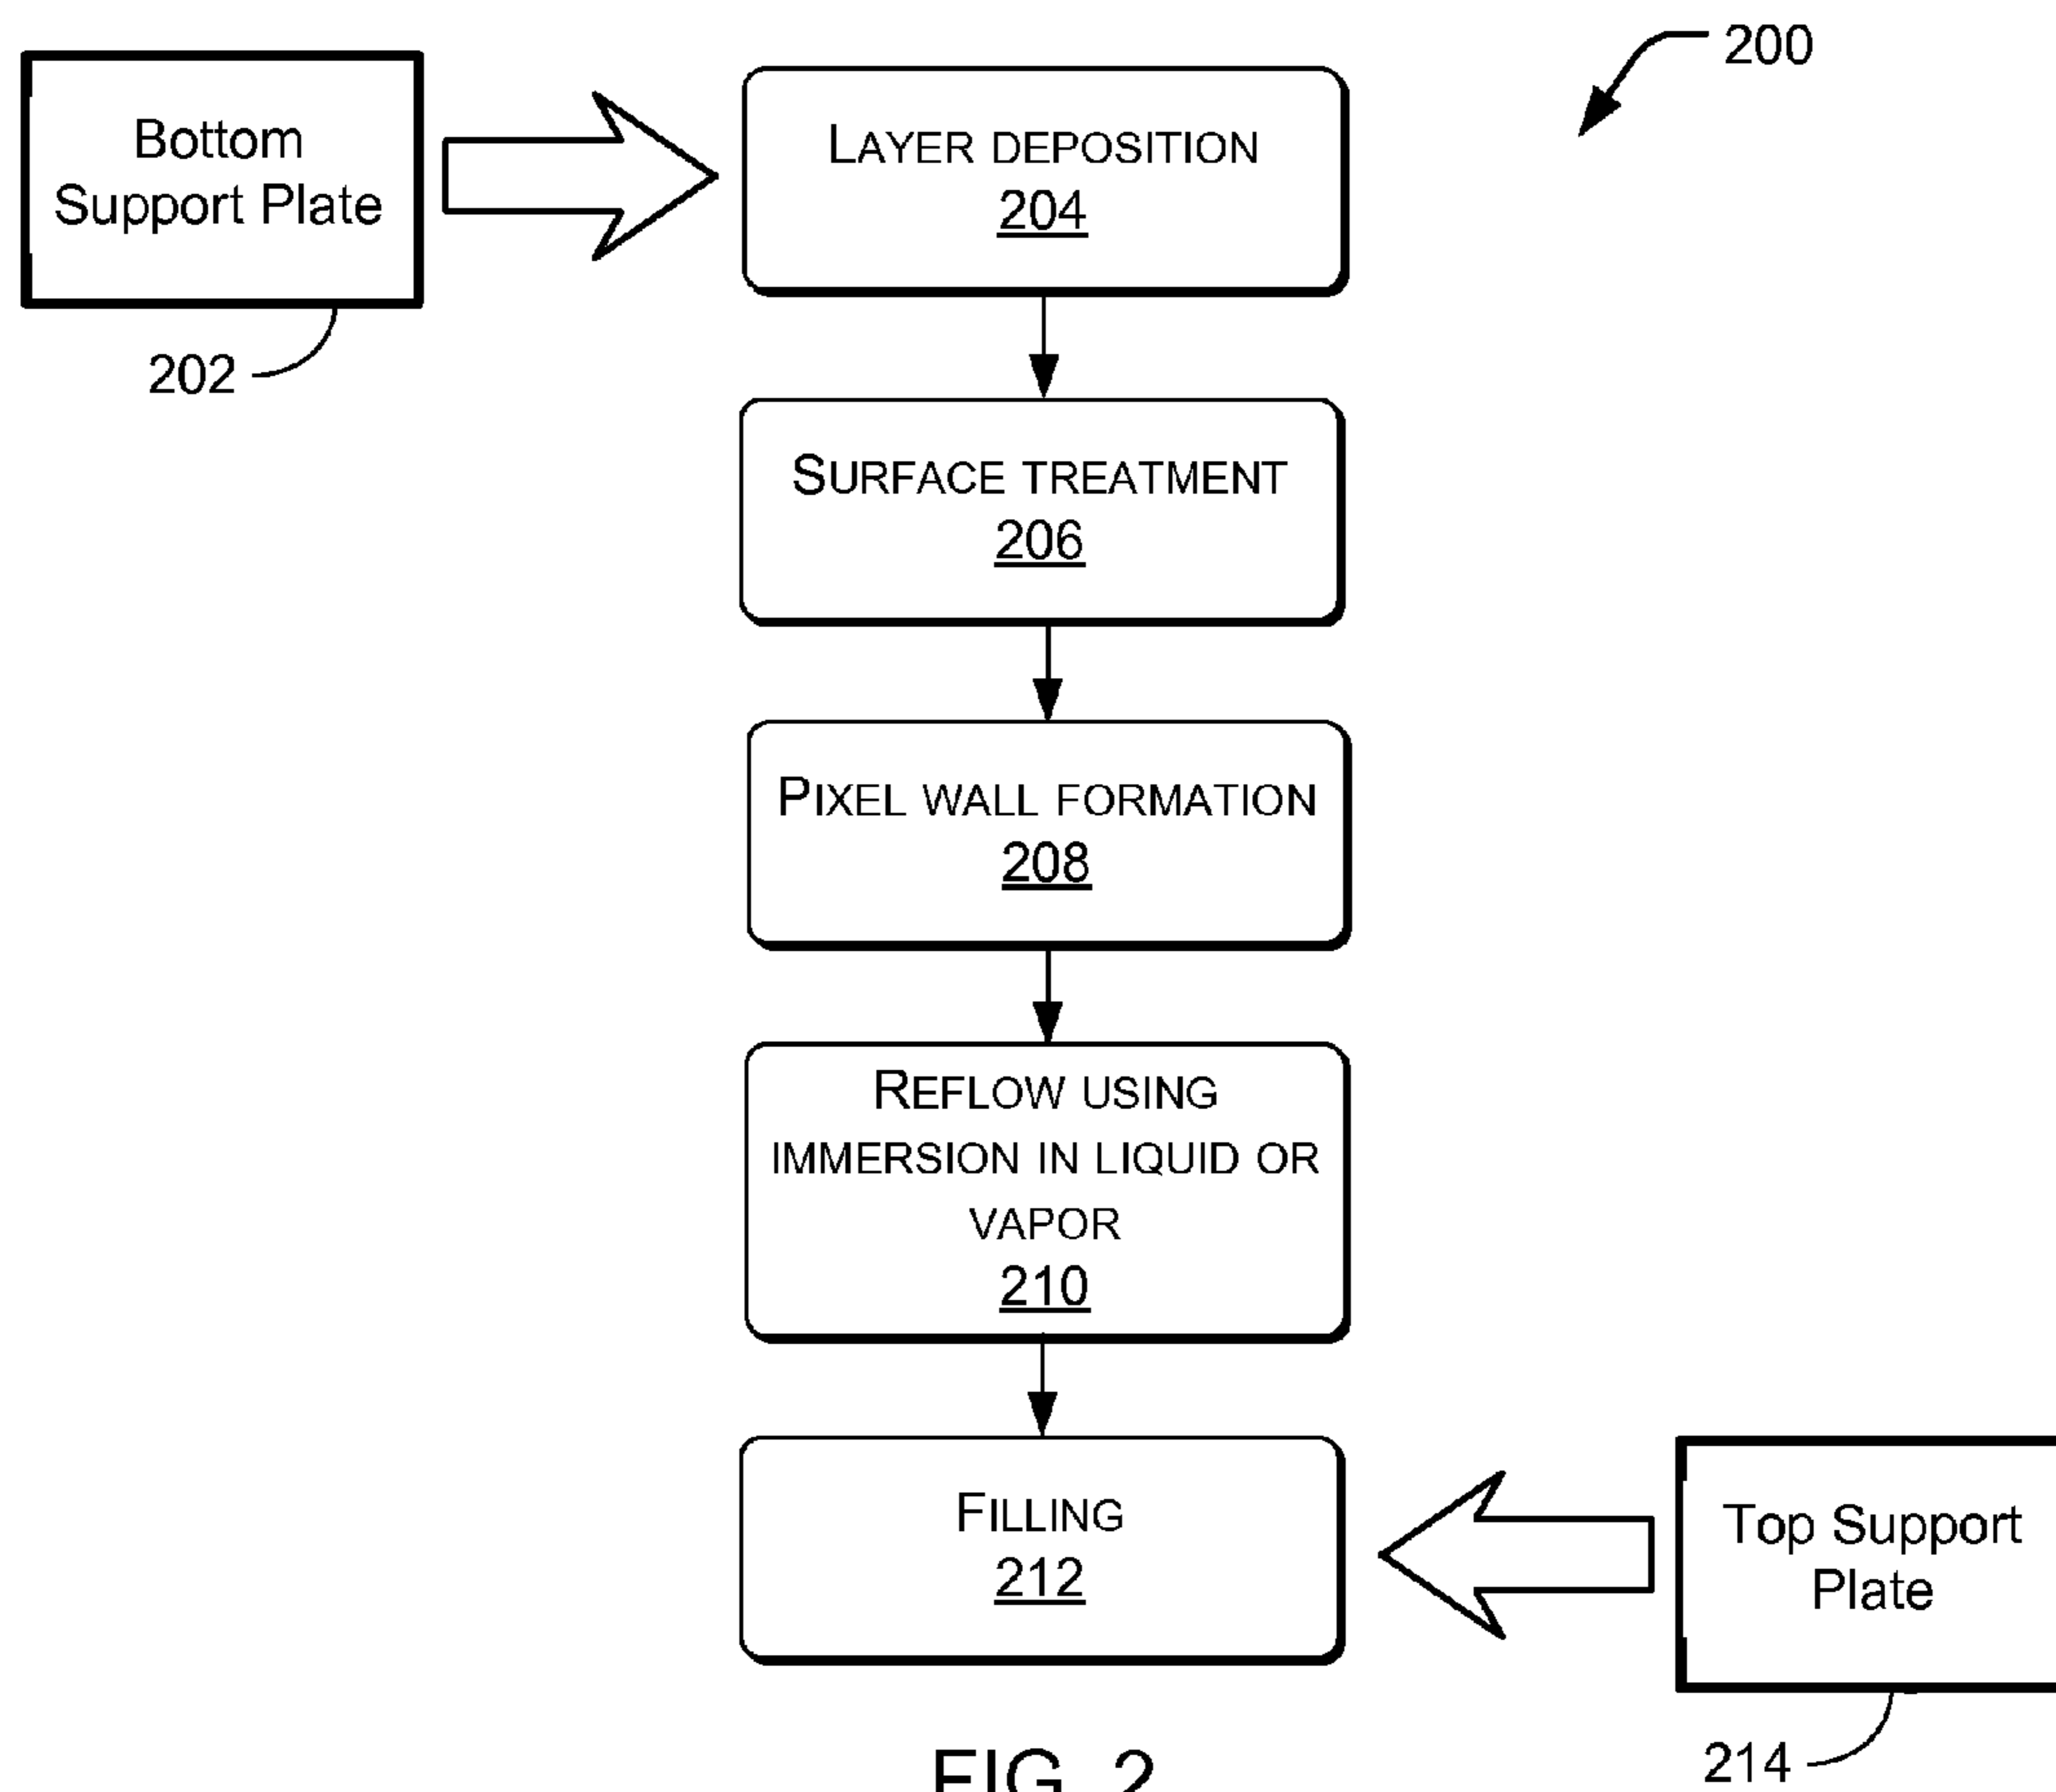 200
Bottom
Support Plate
202
LAYER DEPOSITION
204
SURFACE TREATMENT
206
PIXEL WALL FORMATION
208
REFLOW USING
IMMERSION IN LIQUID OR
VAPOR
210
FILLING
212
Top Support
Plate
214
FIG. 2